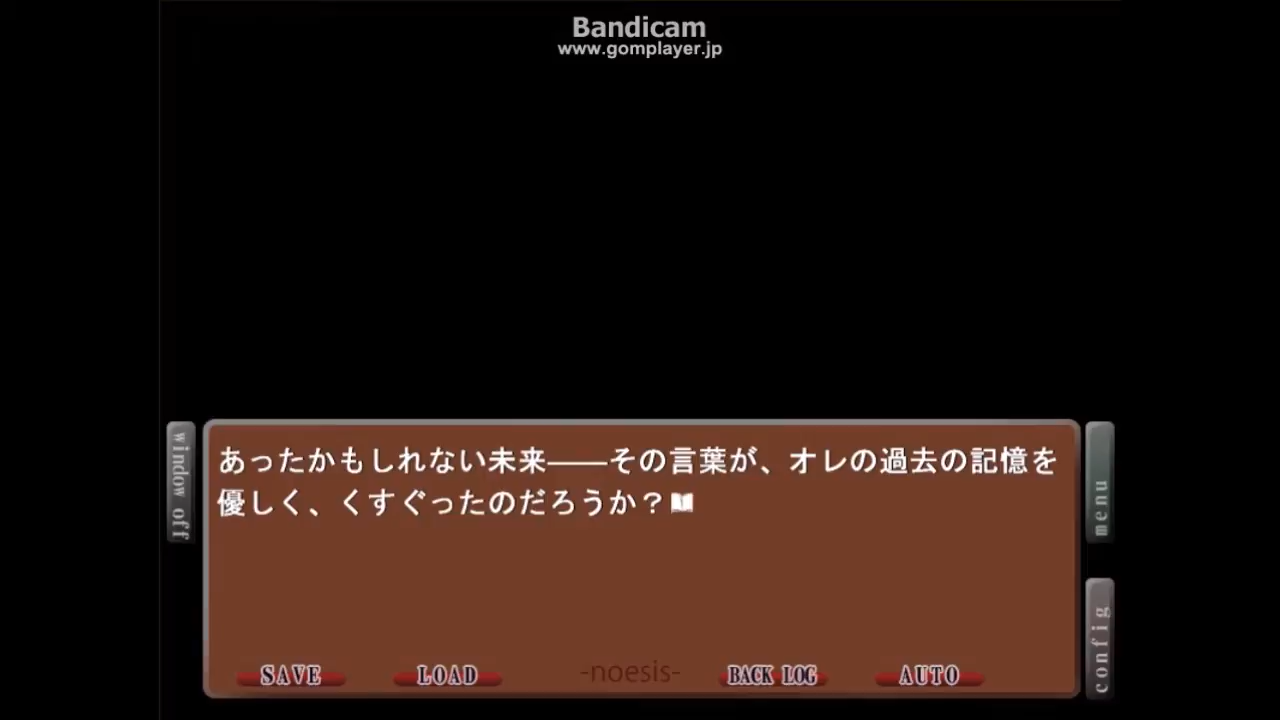 Bandicam
www.gomplayer.jp
あったかもしれない未来――その言葉が、オレの過去の記憶を
優しく、くすぐったのだろうか?
window off
menu
config
SAVE
LOAD
-noesis-
BACK LOG
AUTO